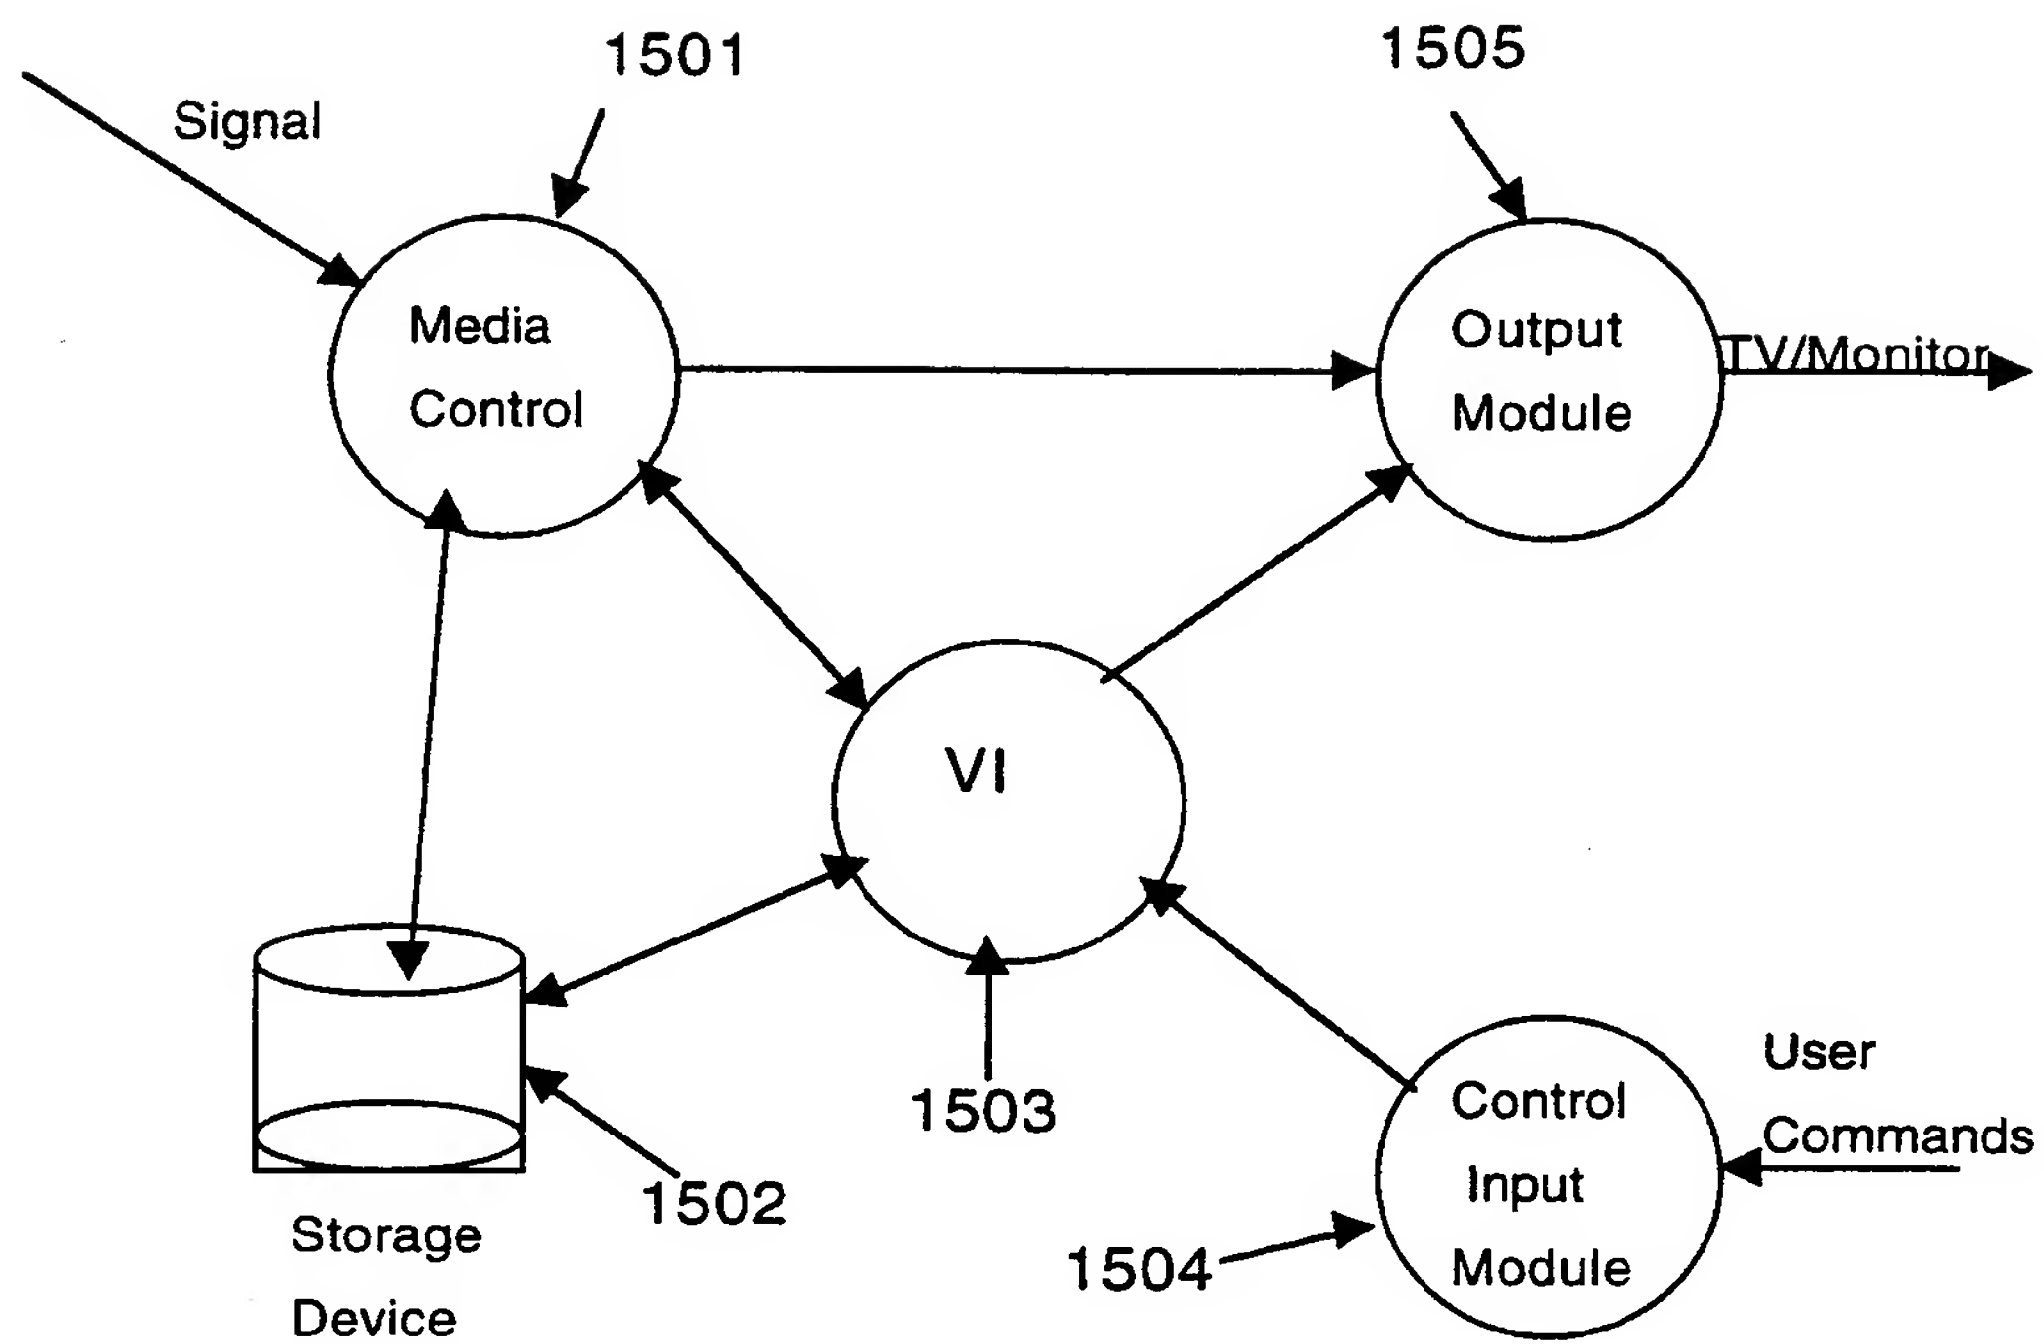 1501
1505
Signal
Media
Control
Output
Module
TV/Monitor
VI
1503
1502
Storage
Device
User
Commands
Control
Input
Module
1504